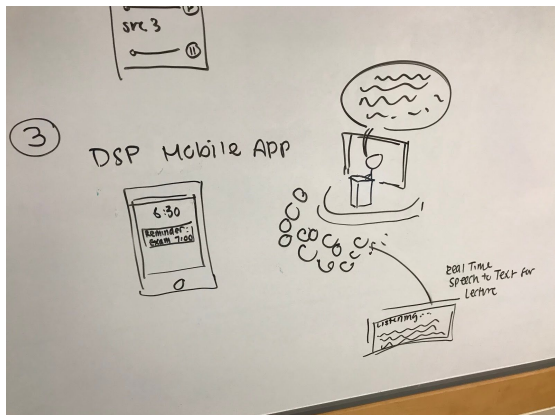 src 3
3
DSP Mobile App
6:30
Reminder:
Exam 7:00
Real Time
Speech to Text for
Lecture
Listening...